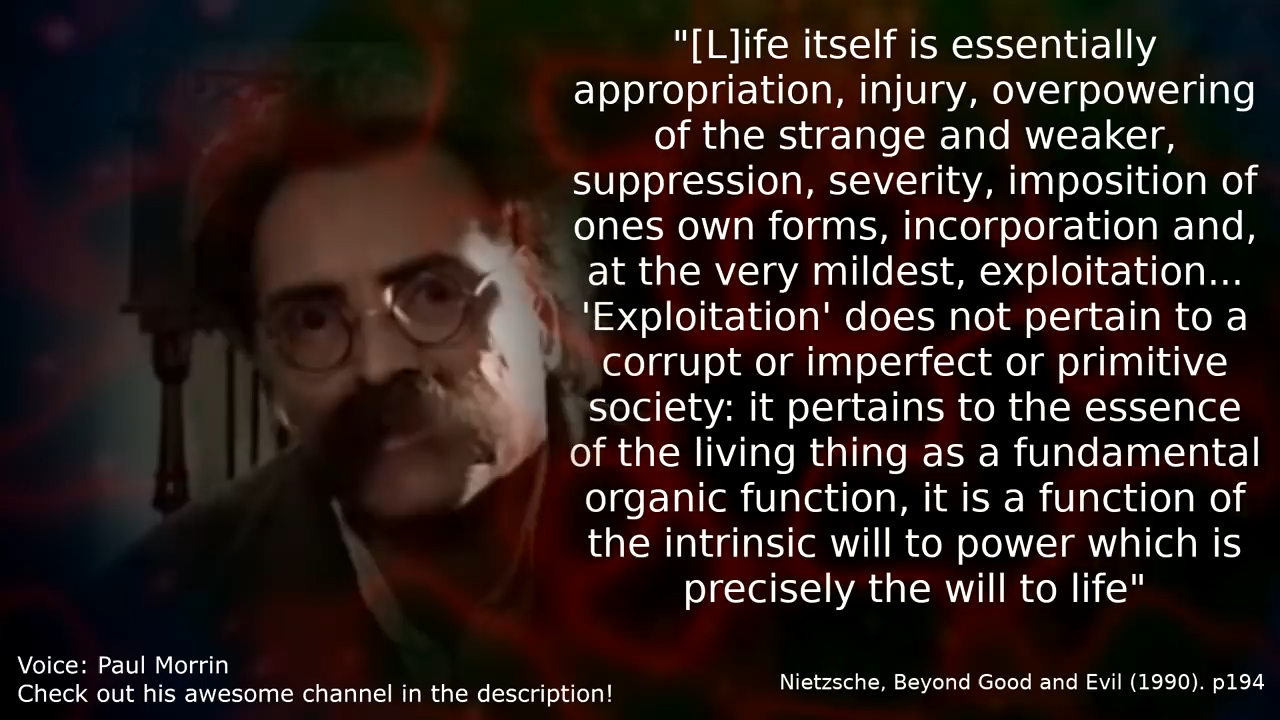 "[L]ife itself is essentially
appropriation, injury, overpowering
of the strange and weaker,
suppression, severity, imposition of
ones own forms, incorporation and,
at the very mildest, exploitation...
'Exploitation' does not pertain to a
corrupt or imperfect or primitive
society: it pertains to the essence
of the living thing as a fundamental
organic function, it is a function of
the intrinsic will to power which is
precisely the will to life"
Voice: Paul Morrin
Check out his awesome channel in the description!
Nietzsche, Beyond Good and Evil (1990). p194